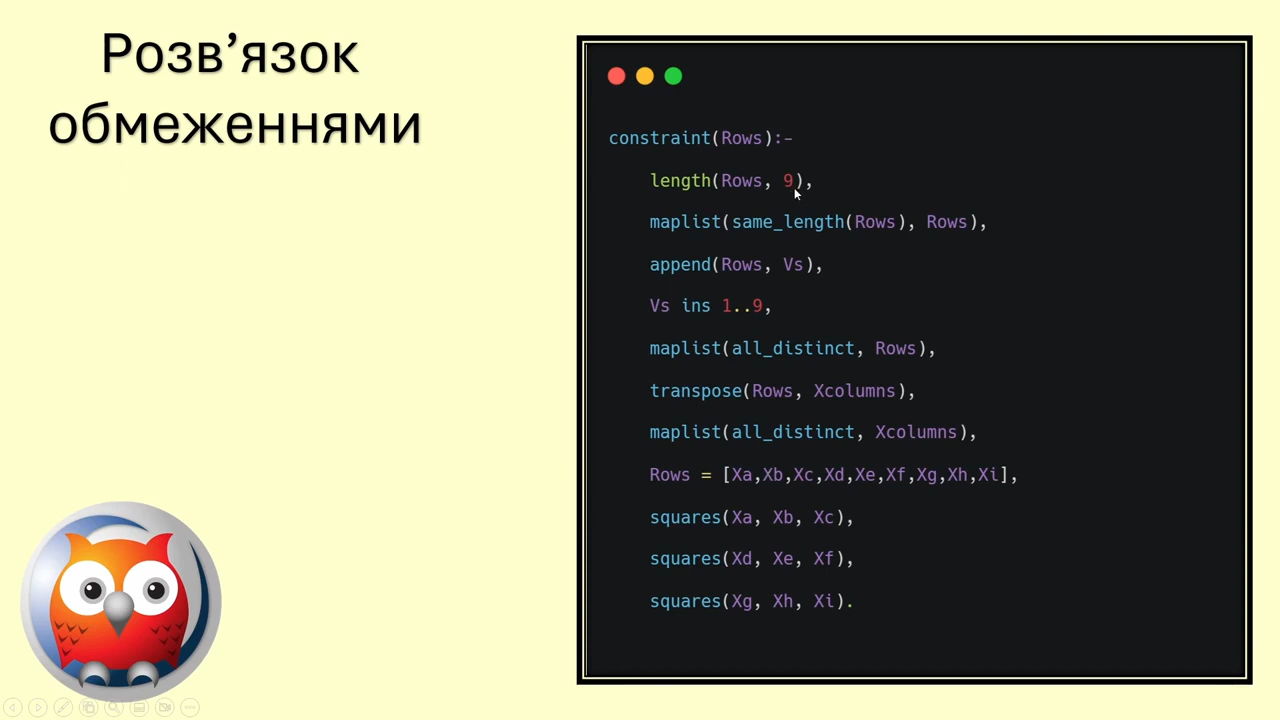 Розв’язок
обмеженнями
constraint(Rows):-
length(Rows, 9),
maplist(same_length(Rows), Rows),
append(Rows, Vs),
Vs ins 1..9,
maplist(all_distinct, Rows),
transpose(Rows, Xcolumns),
maplist(all_distinct, Xcolumns),
Rows = [Xa,Xb,Xc,Xd,Xe,Xf,Xg,Xh,Xi],
squares(Xa, Xb, Xc),
squares(Xd, Xe, Xf),
squares(Xg, Xh, Xi).